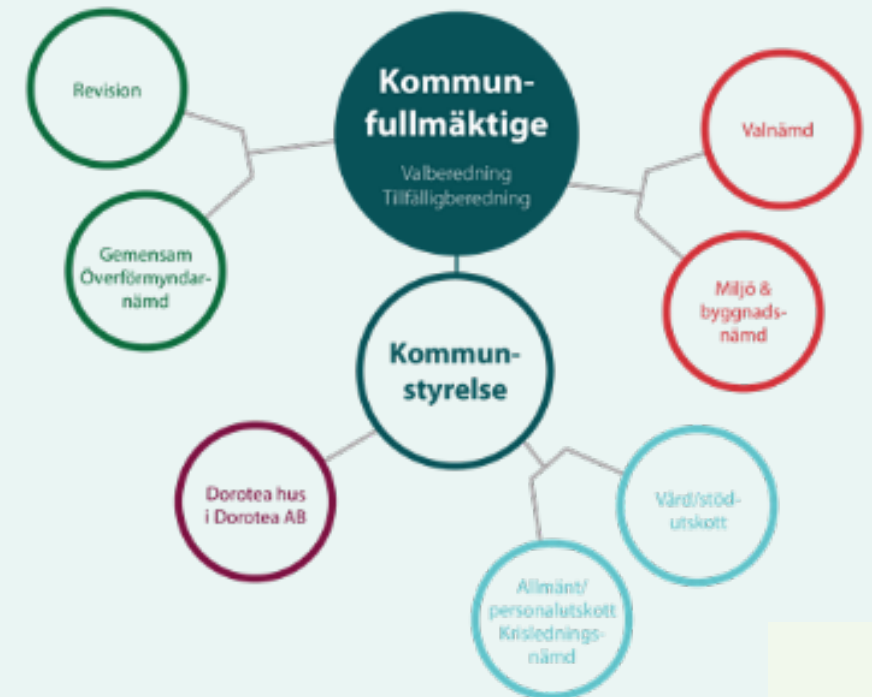 Kommun-
fullmäktige
Valberedning
Tillfälligberedning
Revision
Gemensam
Överförmyndar-
nämd
Valnämd
Miljö &
byggnads-
nämd
Kommun-
styrelse
Dorotea hus
i Dorotea AB
Vård/stöd-
utskott
Allmänt/
personalutskott
Krislednings-
nämd